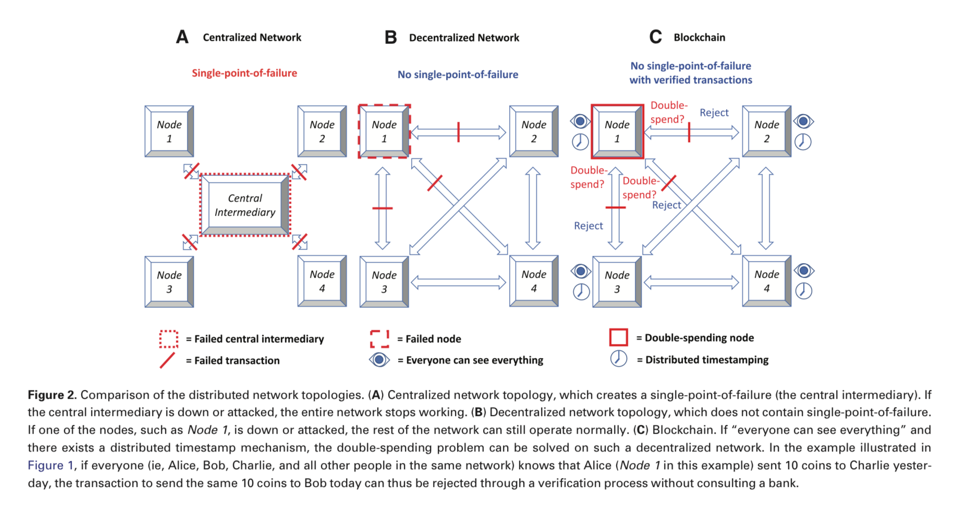 A Centralized Network
Single-point-of-failure
Node
1
Node
2
Central
Intermediary
Node
3
Node
4
B Decentralized Network
No single-point-of-failure
Node
1
Node
2
Node
3
Node
4
C Blockchain
No single-point-of-failure
with verified transactions
Double-
spend?
Reject
Node
1
Node
2
Double-
spend?
Double-
spend?
Reject
Reject
Node
3
Node
4
= Failed central intermediary
= Failed transaction
= Failed node
= Everyone can see everything
= Double-spending node
= Distributed timestamping
Figure 2. Comparison of the distributed network topologies. (A) Centralized network topology, which creates a single-point-of-failure (the central intermediary). If
the central intermediary is down or attacked, the entire network stops working. (B) Decentralized network topology, which does not contain single-point-of-failure.
If one of the nodes, such as Node 1, is down or attacked, the rest of the network can still operate normally. (C) Blockchain. If “everyone can see everything” and
there exists a distributed timestamp mechanism, the double-spending problem can be solved on such a decentralized network. In the example illustrated in
Figure 1, if everyone (ie, Alice, Bob, Charlie, and all other people in the same network) knows that Alice (Node 1 in this example) sent 10 coins to Charlie yester-
day, the transaction to send the same 10 coins to Bob today can thus be rejected through a verification process without consulting a bank.